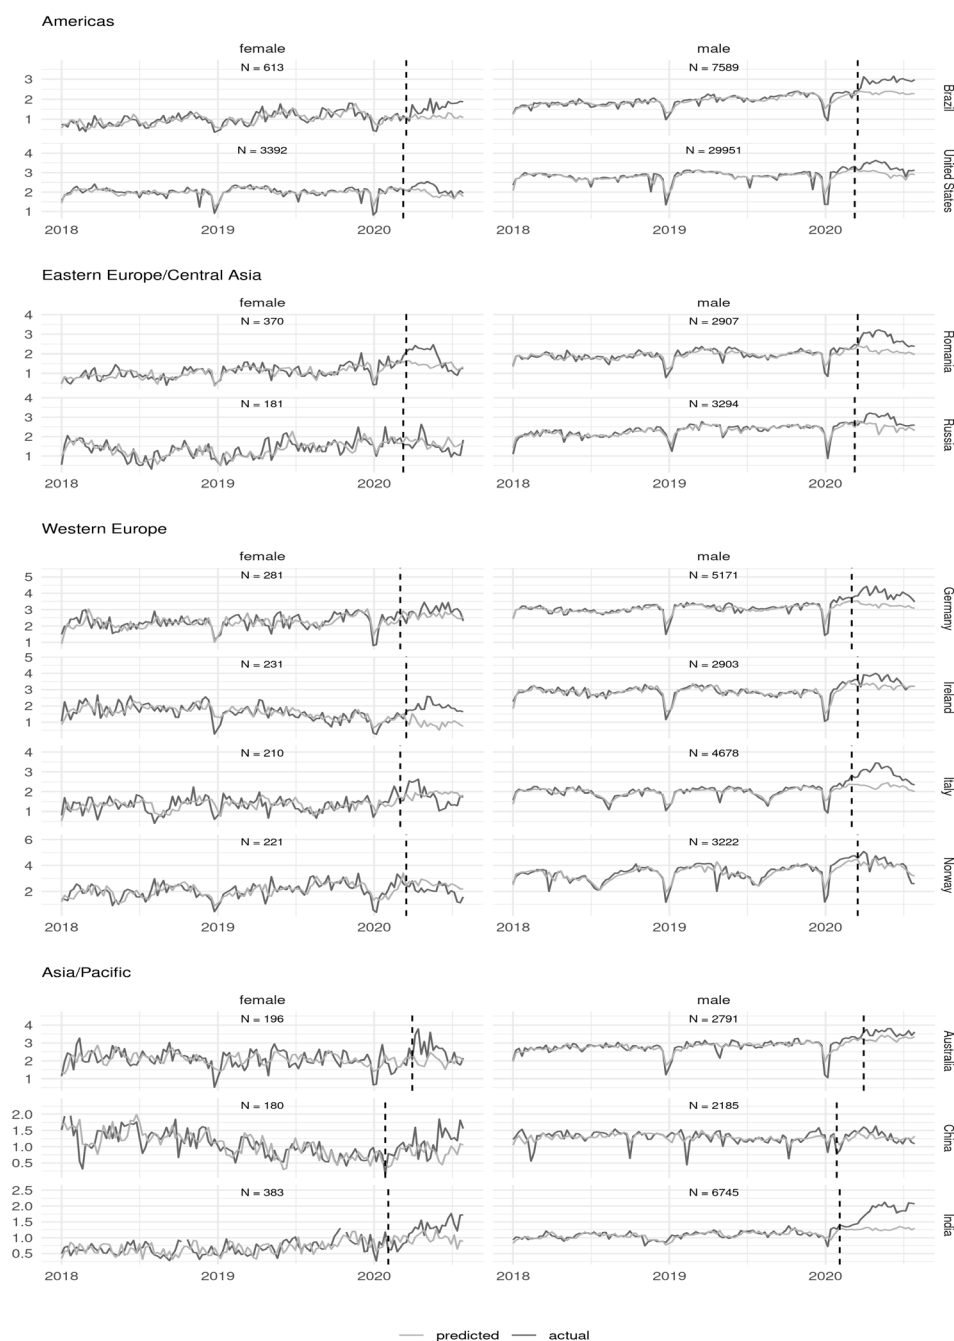 Americas
female male
N = 613 N = 7589
3
2
1
Brazil
N = 3392 N = 29951
4
3
2
1
United States
2018 2019 2020 2018 2019 2020
Eastern Europe/Central Asia
female male
N = 370 N = 2907
4
3
2
1
Romania
N = 181 N = 3294
4
3
2
1
Russia
2018 2019 2020 2018 2019 2020
Western Europe
female male
N = 281 N = 5171
5
4
3
2
1
Germany
N = 231 N = 2903
5
4
3
2
1
Ireland
N = 210 N = 4678
4
3
2
1
Italy
N = 221 N = 3222
6
4
2
Norway
2018 2019 2020 2018 2019 2020
Asia/Pacific
female male
N = 196 N = 2791
4
3
2
1
Australia
N = 180 N = 2185
2.0
1.5
1.0
0.5
China
N = 383 N = 6745
2.5
2.0
1.5
1.0
0.5
India
2018 2019 2020 2018 2019 2020
predicted actual